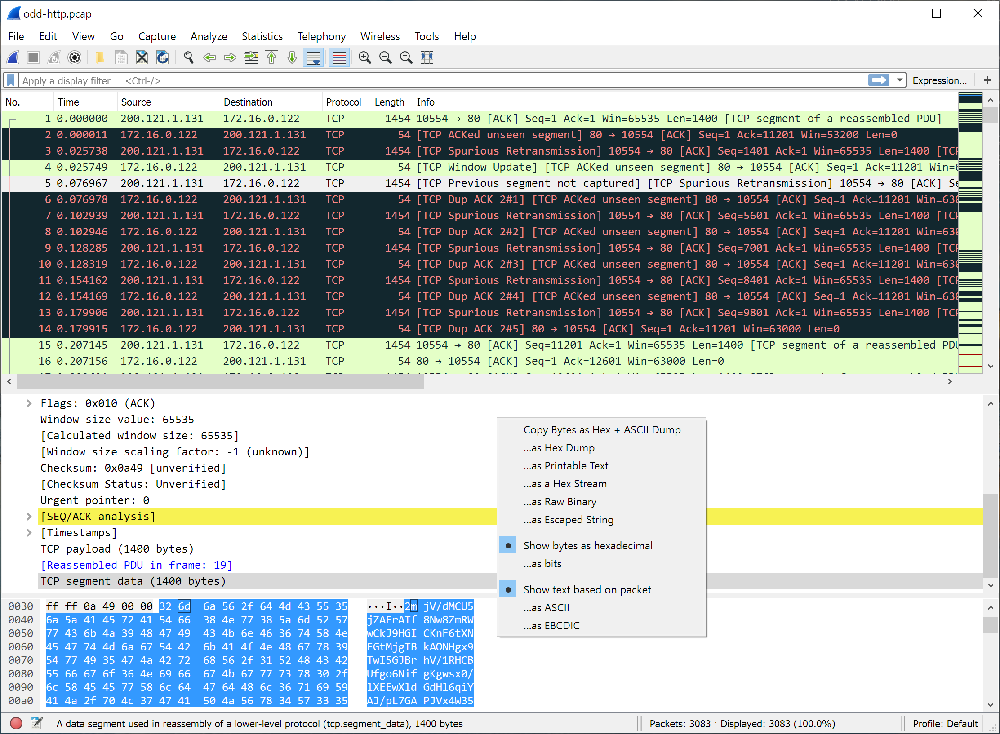 odd-http.pcap
File Edit View Go Capture Analyze Statistics Telephony Wireless Tools Help
Apply a display filter ... <Ctrl-/> Expression... +
No. Time Source Destination Protocol Length Info
1 0.000000 200.121.1.131 172.16.0.122 TCP 1454 10554 → 80 [ACK] Seq=1 Ack=1 Win=65535 Len=1400 [TCP segment of a reassembled PDU]
2 0.000011 172.16.0.122 200.121.1.131 TCP 54 [TCP ACKed unseen segment] 80 → 10554 [ACK] Seq=1 Ack=11201 Win=53200 Len=0
3 0.025738 200.121.1.131 172.16.0.122 TCP 1454 [TCP Spurious Retransmission] 10554 → 80 [ACK] Seq=1401 Ack=1 Win=65535 Len=1400 [TCP
4 0.025749 172.16.0.122 200.121.1.131 TCP 54 [TCP Window Update] [TCP ACKed unseen segment] 80 → 10554 [ACK] Seq=1 Ack=11201 Win=6
5 0.076967 200.121.1.131 172.16.0.122 TCP 1454 [TCP Previous segment not captured] [TCP Spurious Retransmission] 10554 → 80 [ACK] Se
6 0.076978 172.16.0.122 200.121.1.131 TCP 54 [TCP Dup ACK 2#1] [TCP ACKed unseen segment] 80 → 10554 [ACK] Seq=1 Ack=11201 Win=630
7 0.102939 200.121.1.131 172.16.0.122 TCP 1454 [TCP Spurious Retransmission] 10554 → 80 [ACK] Seq=5601 Ack=1 Win=65535 Len=1400 [TCP
8 0.102946 172.16.0.122 200.121.1.131 TCP 54 [TCP Dup ACK 2#2] [TCP ACKed unseen segment] 80 → 10554 [ACK] Seq=1 Ack=11201 Win=630
9 0.128285 200.121.1.131 172.16.0.122 TCP 1454 [TCP Spurious Retransmission] 10554 → 80 [ACK] Seq=7001 Ack=1 Win=65535 Len=1400 [TCP
10 0.128319 172.16.0.122 200.121.1.131 TCP 54 [TCP Dup ACK 2#3] [TCP ACKed unseen segment] 80 → 10554 [ACK] Seq=1 Ack=11201 Win=630
11 0.154162 200.121.1.131 172.16.0.122 TCP 1454 [TCP Spurious Retransmission] 10554 → 80 [ACK] Seq=8401 Ack=1 Win=65535 Len=1400 [TCP
12 0.154169 172.16.0.122 200.121.1.131 TCP 54 [TCP Dup ACK 2#4] [TCP ACKed unseen segment] 80 → 10554 [ACK] Seq=1 Ack=11201 Win=630
13 0.179906 200.121.1.131 172.16.0.122 TCP 1454 [TCP Spurious Retransmission] 10554 → 80 [ACK] Seq=9801 Ack=1 Win=65535 Len=1400 [TCP
14 0.179915 172.16.0.122 200.121.1.131 TCP 54 [TCP Dup ACK 2#5] 80 → 10554 [ACK] Seq=1 Ack=11201 Win=63000 Len=0
15 0.207145 200.121.1.131 172.16.0.122 TCP 1454 10554 → 80 [ACK] Seq=11201 Ack=1 Win=65535 Len=1400 [TCP segment of a reassembled PDU
16 0.207156 172.16.0.122 200.121.1.131 TCP 54 80 → 10554 [ACK] Seq=1 Ack=12601 Win=63000 Len=0
Flags: 0x010 (ACK)
Window size value: 65535
[Calculated window size: 65535]
[Window size scaling factor: -1 (unknown)]
Checksum: 0x0a49 [unverified]
[Checksum Status: Unverified]
Urgent pointer: 0
[SEQ/ACK analysis]
[Timestamps]
TCP payload (1400 bytes)
[Reassembled PDU in frame: 19]
TCP segment data (1400 bytes)
Copy Bytes as Hex + ASCII Dump
...as Hex Dump
...as Printable Text
...as a Hex Stream
...as Raw Binary
...as Escaped String
Show bytes as hexadecimal
...as bits
Show text based on packet
...as ASCII
...as EBCDIC
0030 ff ff 0a 49 00 00 32 6d 6a 56 2f 64 4d 43 55 35 ···I··2m jV/dMCU5
0040 6a 5a 41 45 72 41 54 66 38 4e 77 38 5a 6d 52 57 jZAErATf 8Nw8ZmRW
0050 77 43 6b 4a 39 48 47 49 43 4b 6e 46 36 74 58 4e wCkJ9HGI CKnF6tXN
0060 45 47 74 4d 6a 67 54 42 6b 41 4f 4e 48 67 78 39 EGtMjgTB kAONHgx9
0070 54 77 49 35 47 4a 42 72 68 56 2f 31 52 48 43 42 TwI5GJBr hV/1RHCB
0080 55 66 67 6f 36 4e 69 66 67 4b 67 77 73 78 30 2f Ufgo6Nif gKgwsx0/
0090 6c 58 45 45 77 58 6c 64 47 64 48 6c 36 71 69 59 lXEEwXld GdHl6qiY
00a0 41 4a 2f 70 4c 37 47 41 50 4a 56 78 34 57 33 35 AJ/pL7GA PJVx4W35
A data segment used in reassembly of a lower-level protocol (tcp.segment_data), 1400 bytes Packets: 3083 · Displayed: 3083 (100.0%) Profile: Default